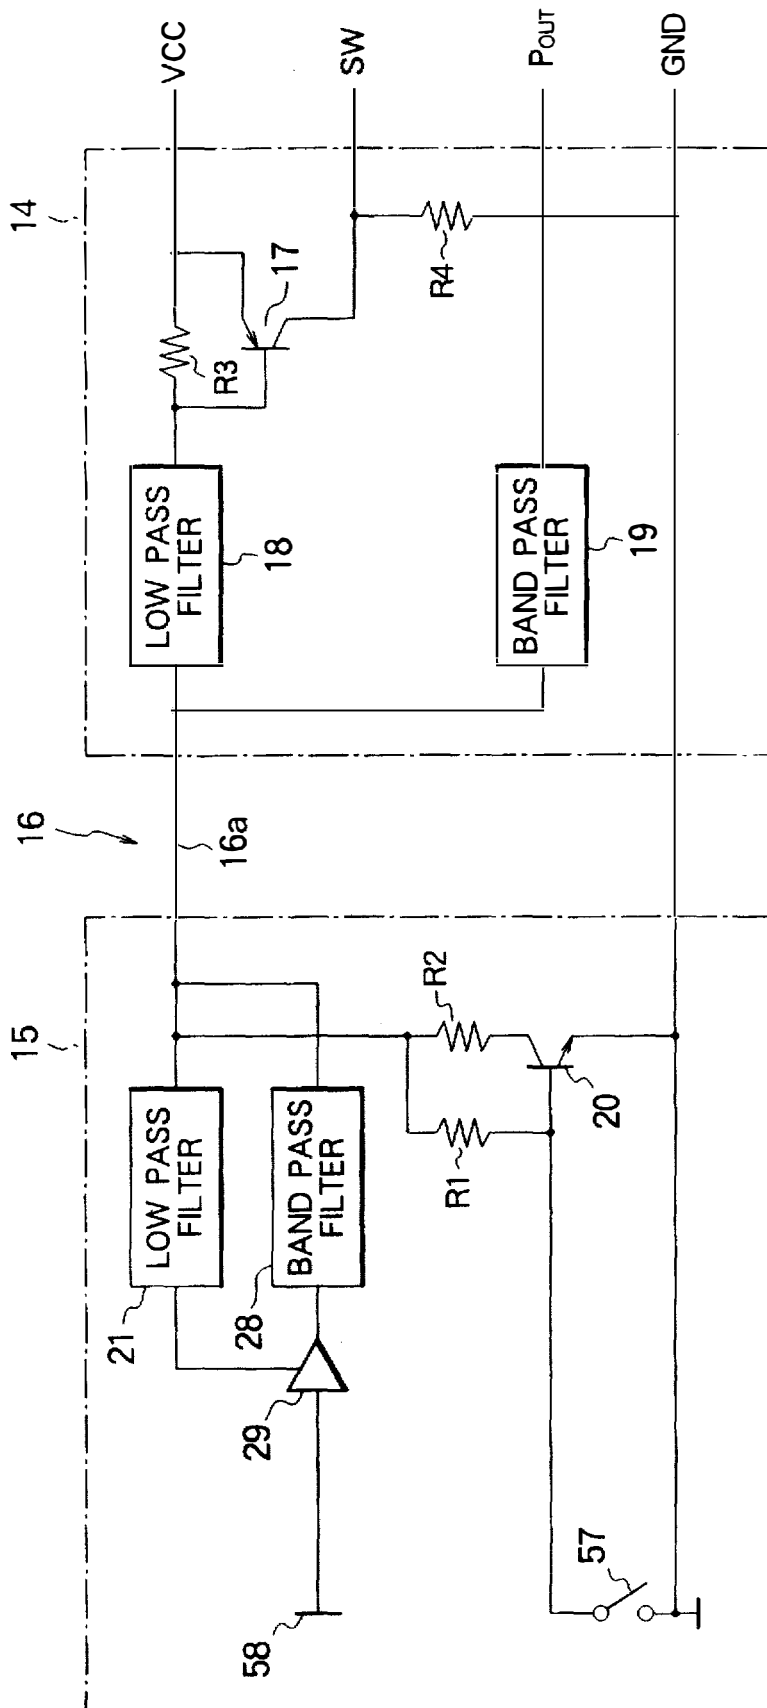 14
VCC
SW
POUT
GND
R3
17
R4
LOW PASS
FILTER
18
BAND PASS
FILTER
19
16
16a
15
LOW PASS
FILTER
21
BAND PASS
FILTER
28
29
58
R2
R1
20
57